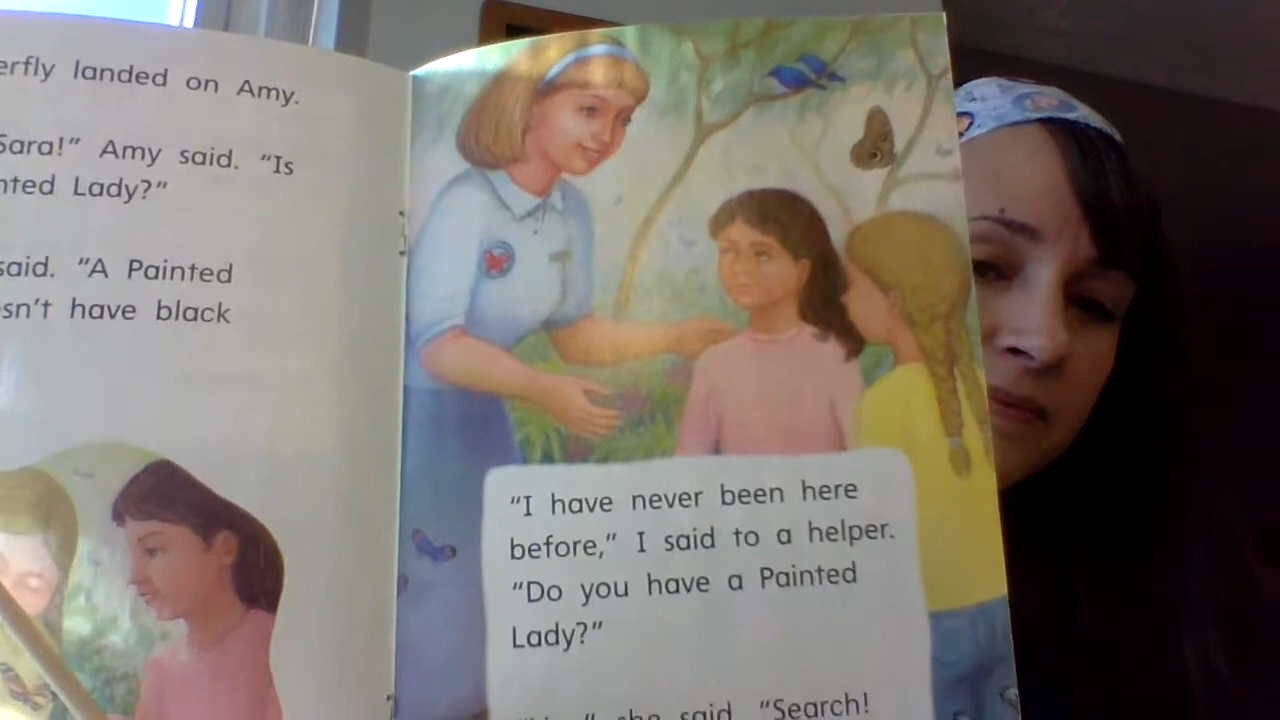 erfly landed on Amy.
Sara!” Amy said. “Is
nted Lady?”
said. “A Painted
sn’t have black
“I have never been here
before,” I said to a helper.
“Do you have a Painted
Lady?”
she said. “Search!